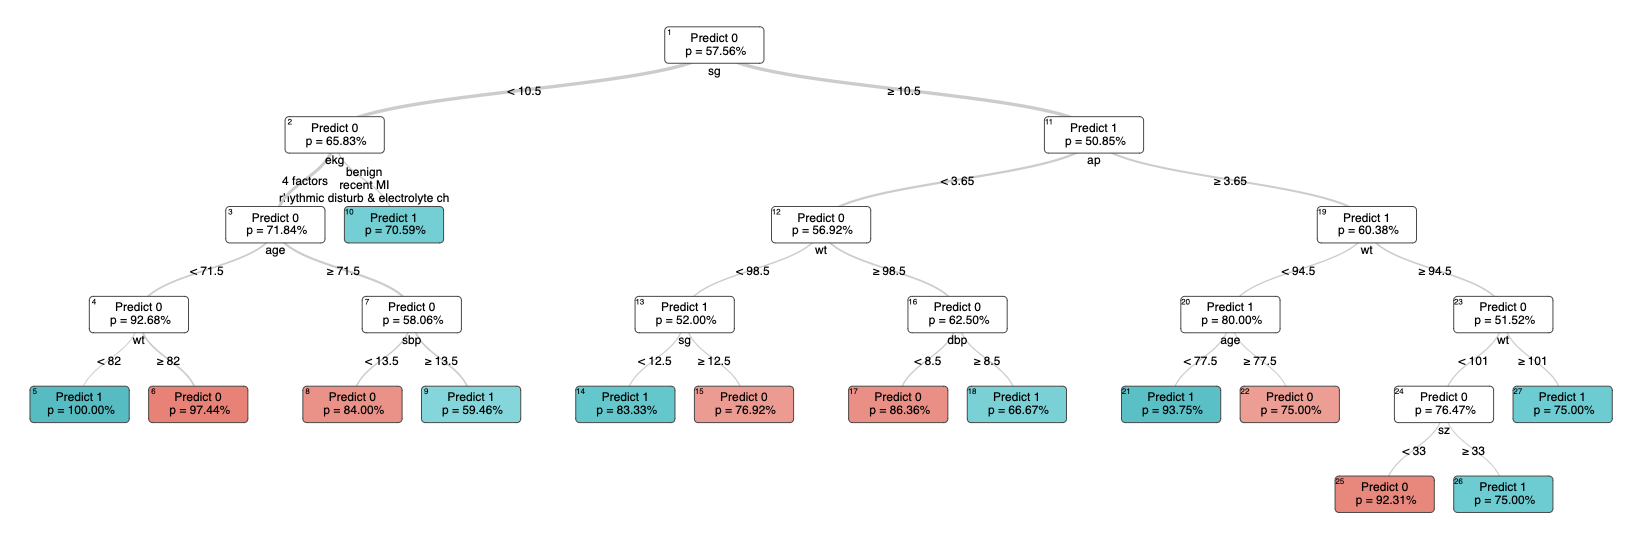 1
Predict 0
p = 57.56%
sg
< 10.5
≥ 10.5
2
Predict 0
p = 65.83%
ekg
11
Predict 1
p = 50.85%
ap
4 factors
benign
recent MI
rhythmic disturb & electrolyte ch
< 3.65
≥ 3.65
3
Predict 0
p = 71.84%
age
10
Predict 1
p = 70.59%
12
Predict 0
p = 56.92%
wt
19
Predict 1
p = 60.38%
wt
< 71.5
≥ 71.5
< 98.5
≥ 98.5
< 94.5
≥ 94.5
4
Predict 0
p = 92.68%
wt
7
Predict 0
p = 58.06%
sbp
13
Predict 1
p = 52.00%
sg
16
Predict 0
p = 62.50%
dbp
20
Predict 1
p = 80.00%
age
23
Predict 0
p = 51.52%
wt
< 82
≥ 82
< 13.5
≥ 13.5
< 12.5
≥ 12.5
< 8.5
≥ 8.5
< 77.5
≥ 77.5
< 101
≥ 101
5
Predict 1
p = 100.00%
6
Predict 0
p = 97.44%
8
Predict 0
p = 84.00%
9
Predict 1
p = 59.46%
14
Predict 1
p = 83.33%
15
Predict 0
p = 76.92%
17
Predict 0
p = 86.36%
18
Predict 1
p = 66.67%
21
Predict 1
p = 93.75%
22
Predict 0
p = 75.00%
24
Predict 0
p = 76.47%
sz
27
Predict 1
p = 75.00%
< 33
≥ 33
25
Predict 0
p = 92.31%
26
Predict 1
p = 75.00%